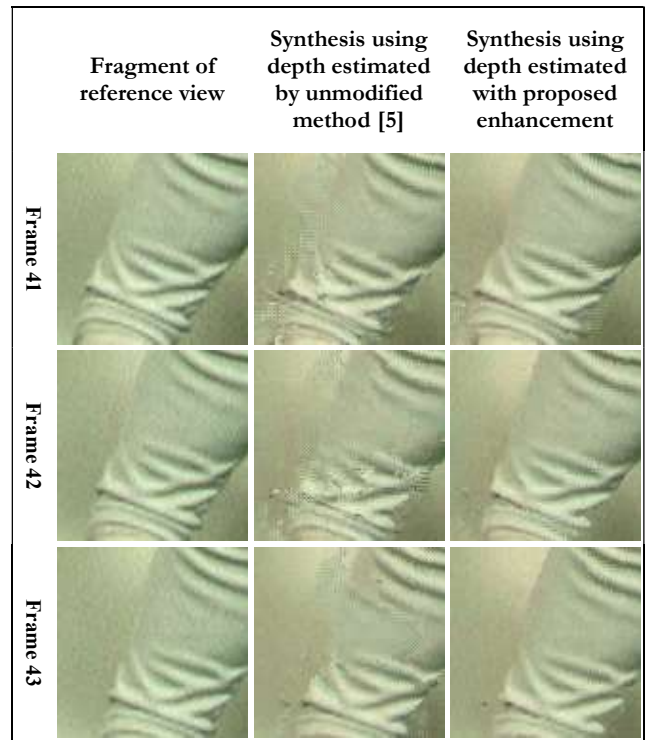 Fragment of
reference view
Synthesis using
depth estimated
by unmodified
method [5]
Synthesis using
depth estimated
with proposed
enhancement
Frame 41
Frame 42
Frame 43